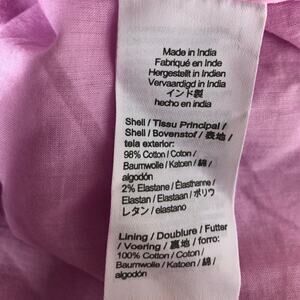 Made in India
Fabriqué en Inde
Hergestellt in Indien
Vervaardigd in India
インド製
hecho en india
Shell / Tissu Principal /
Shell / Bovenstof / 表地 /
tela exterior:
98% Cotton / Coton /
Baumwolle / Katoen / 綿 /
algodón
2% Elastane / Élasthanne /
Elastan / Elastaan / ポリウ
レタン / elastano
Lining / Doublure / Futter
/ Voering / 裏地 / forro:
100% Cotton / Coton /
Baumwolle / Katoen / 綿 /
algodón